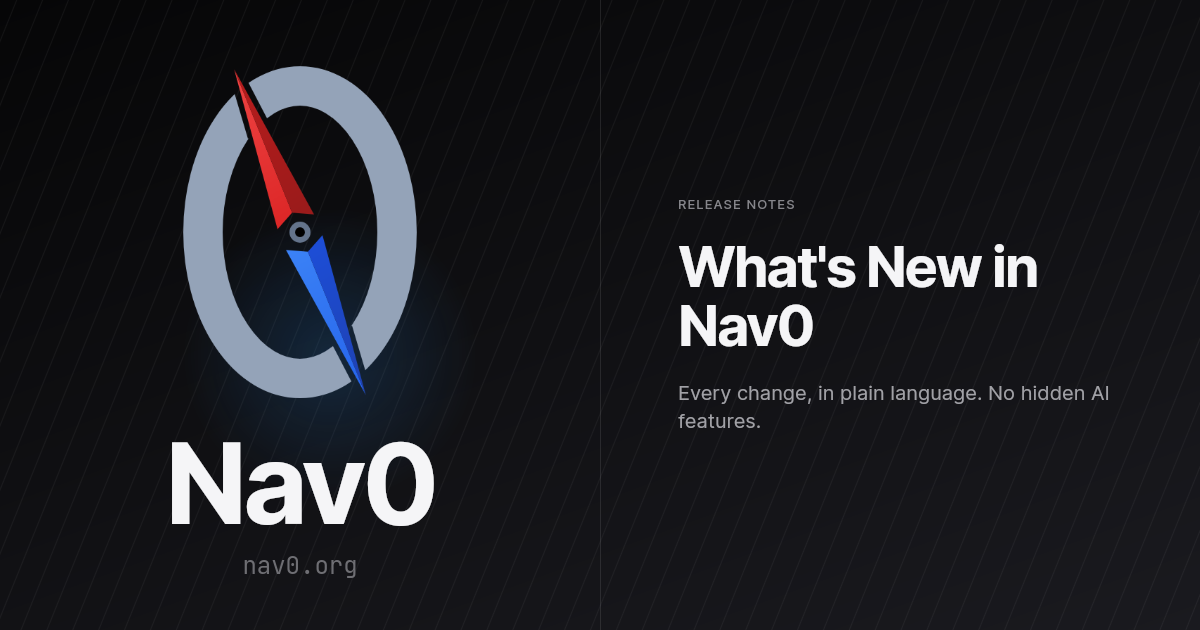 Nav0
nav0.org
RELEASE NOTES
What's New in
Nav0
Every change, in plain language. No hidden AI
features.